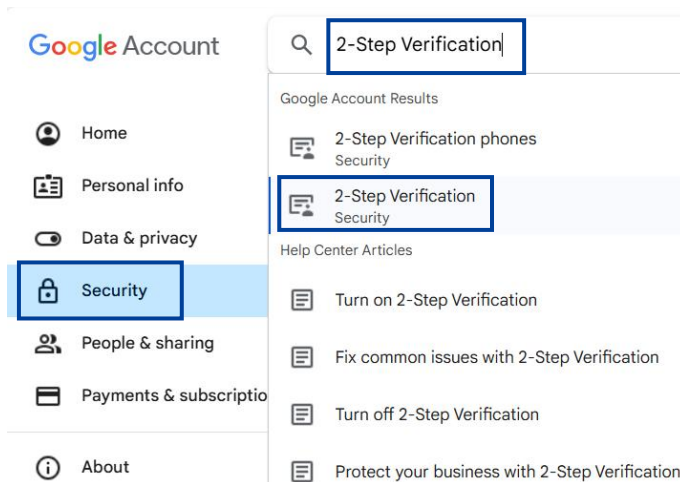 Google Account
2-Step Verification
Home
Personal info
Data & privacy
Security
People & sharing
Payments & subscriptio
About
Google Account Results
2-Step Verification phones
Security
2-Step Verification
Security
Help Center Articles
Turn on 2-Step Verification
Fix common issues with 2-Step Verification
Turn off 2-Step Verification
Protect your business with 2-Step Verification